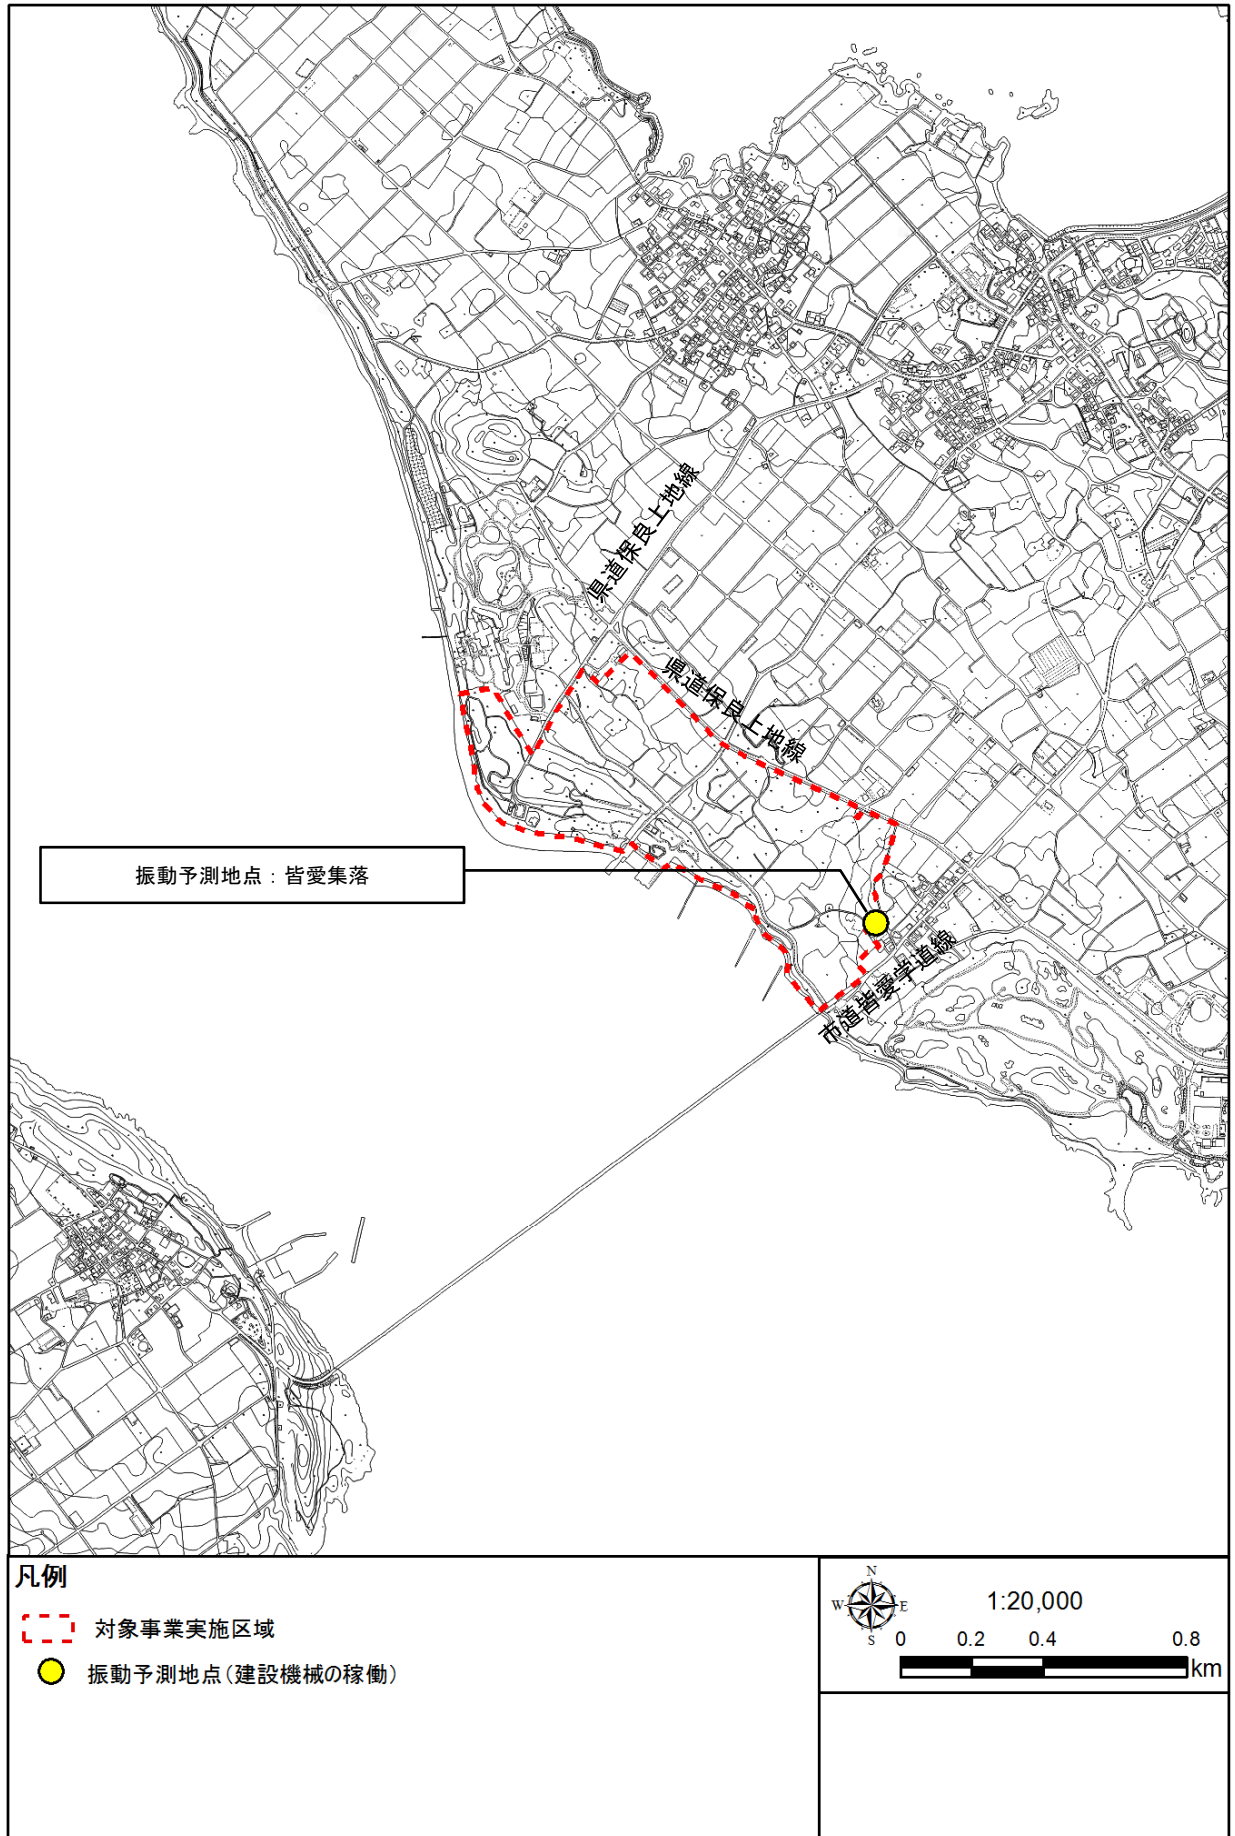 県道保良上地線
県道保良上地線
振動予測地点：皆愛集落
市道皆愛学道線
凡例
対象事業実施区域
振動予測地点（建設機械の稼働）
N
W
E
S
1:20,000
0 0.2 0.4 0.8
km